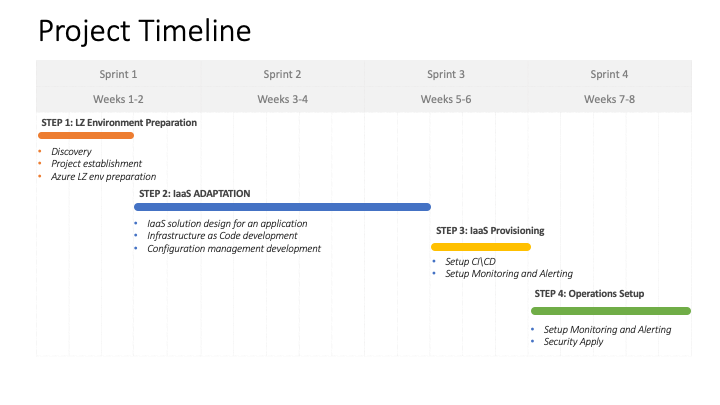 Project Timeline
Sprint 1
Sprint 2
Sprint 3
Sprint 4
Weeks 1-2
Weeks 3-4
Weeks 5-6
Weeks 7-8
STEP 1: LZ Environment Preparation
• Discovery
• Project establishment
• Azure LZ env preparation
STEP 2: IaaS ADAPTATION
• IaaS solution design for an application
• Infrastructure as Code development
• Configuration management development
STEP 3: IaaS Provisioning
• Setup CI\CD
• Setup Monitoring and Alerting
STEP 4: Operations Setup
• Setup Monitoring and Alerting
• Security Apply